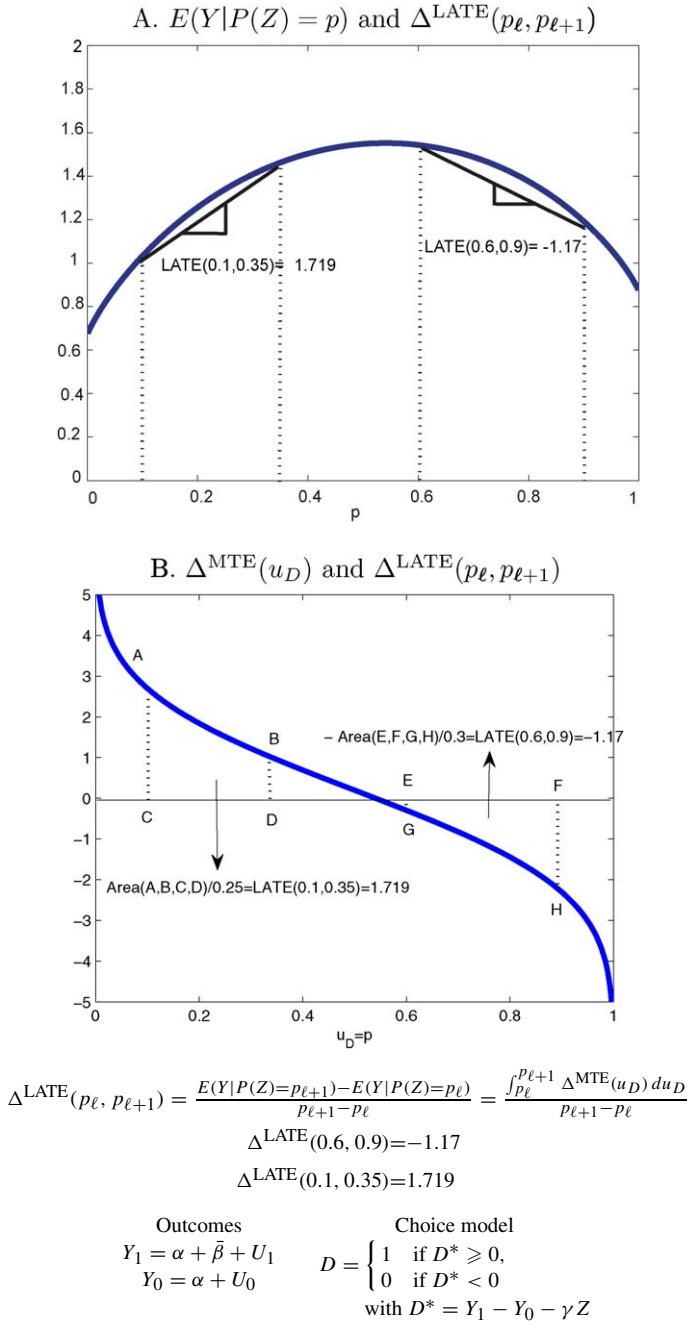 A. E(Y|P(Z) = p) and Δ^LATE(p_ℓ, p_ℓ+1)
2
1.8
1.6
1.4
1.2
1
0.8
0.6
0.4
0.2
0
LATE(0.1,0.35)= 1.719
LATE(0.6,0.9)= -1.17
0 0.2 0.4 0.6 0.8 1
p
B. Δ^MTE(u_D) and Δ^LATE(p_ℓ, p_ℓ+1)
5
4
3
2
1
0
−1
−2
−3
−4
−5
A
B
− Area(E,F,G,H)/0.3=LATE(0.6,0.9)=−1.17
E
F
C
D
G
Area(A,B,C,D)/0.25=LATE(0.1,0.35)=1.719
H
0 0.2 0.4 0.6 0.8 1
u_D=p
Δ^LATE(p_ℓ, p_ℓ+1) = E(Y|P(Z)=p_ℓ+1)−E(Y|P(Z)=p_ℓ) / p_ℓ+1−p_ℓ = ∫_p_ℓ^p_ℓ+1 Δ^MTE(u_D) du_D / p_ℓ+1−p_ℓ
Δ^LATE(0.6, 0.9)=−1.17
Δ^LATE(0.1, 0.35)=1.719
Outcomes
Y_1 = α + β̄ + U_1
Y_0 = α + U_0
Choice model
D = { 1 if D* ⩾ 0,
0 if D* < 0
with D* = Y_1 − Y_0 − γZ